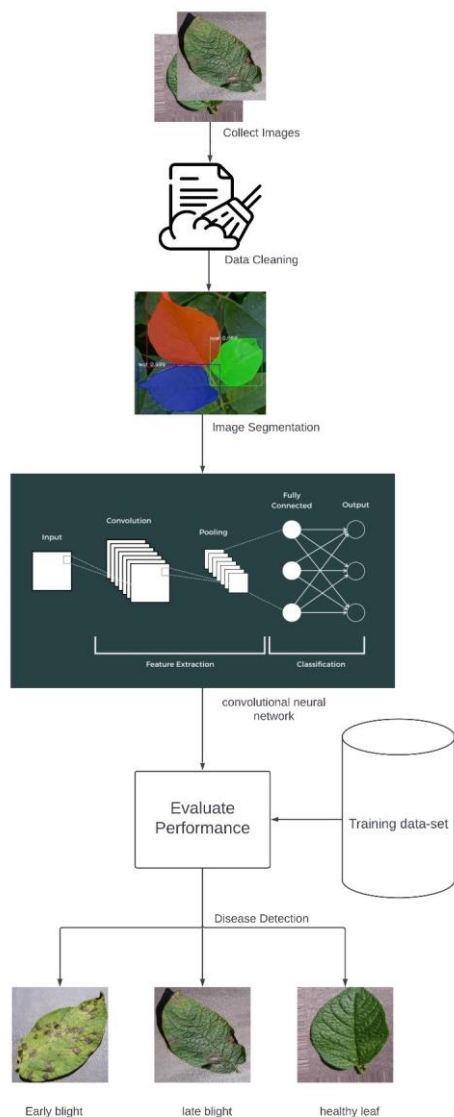 Collect Images
Data Cleaning
Image Segmentation
Input
Convolution
Pooling
Fully
Connected
Output
Feature Extraction
Classification
convolutional neural
network
Evaluate
Performance
Training data-set
Disease Detection
Early blight
late blight
healthy leaf